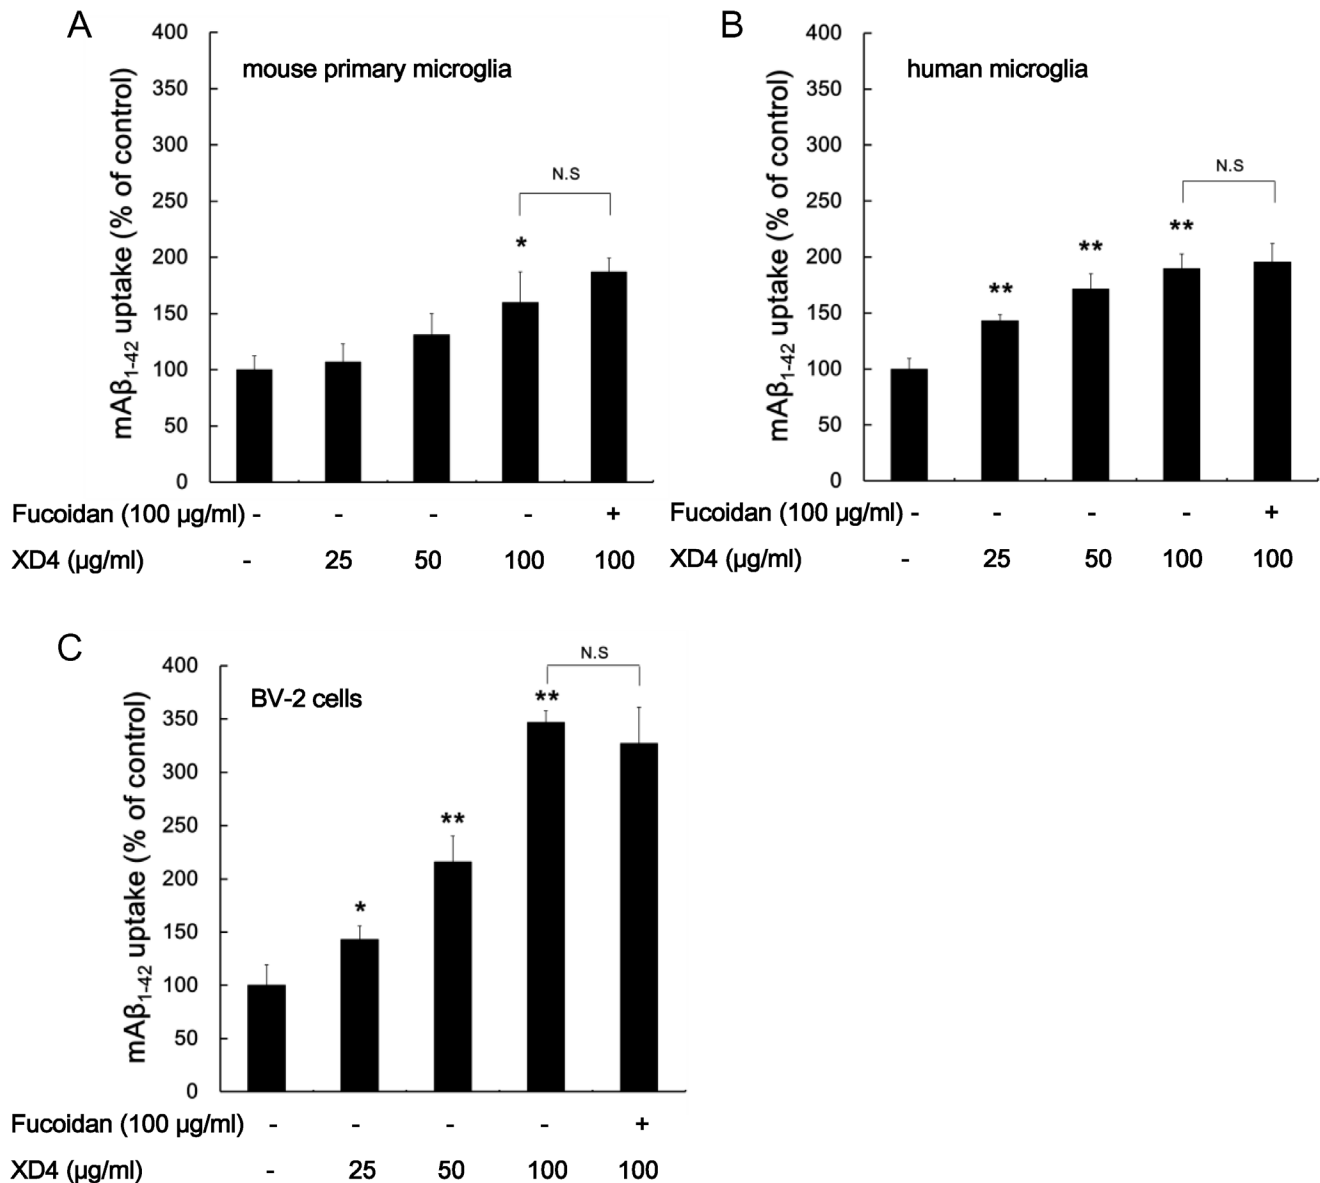 A
mAβ1-42 uptake (% of control)
400
350
300
250
200
150
100
50
0
mouse primary microglia
N.S
*
Fucoidan (100 µg/ml) - - - - +
XD4 (µg/ml) - 25 50 100 100
B
mAβ1-42 uptake (% of control)
400
350
300
250
200
150
100
50
0
human microglia
N.S
** ** **
Fucoidan (100 µg/ml) - - - - +
XD4 (µg/ml) - 25 50 100 100
C
mAβ1-42 uptake (% of control)
400
350
300
250
200
150
100
50
0
BV-2 cells
N.S
* ** **
Fucoidan (100 µg/ml) - - - - +
XD4 (µg/ml) - 25 50 100 100